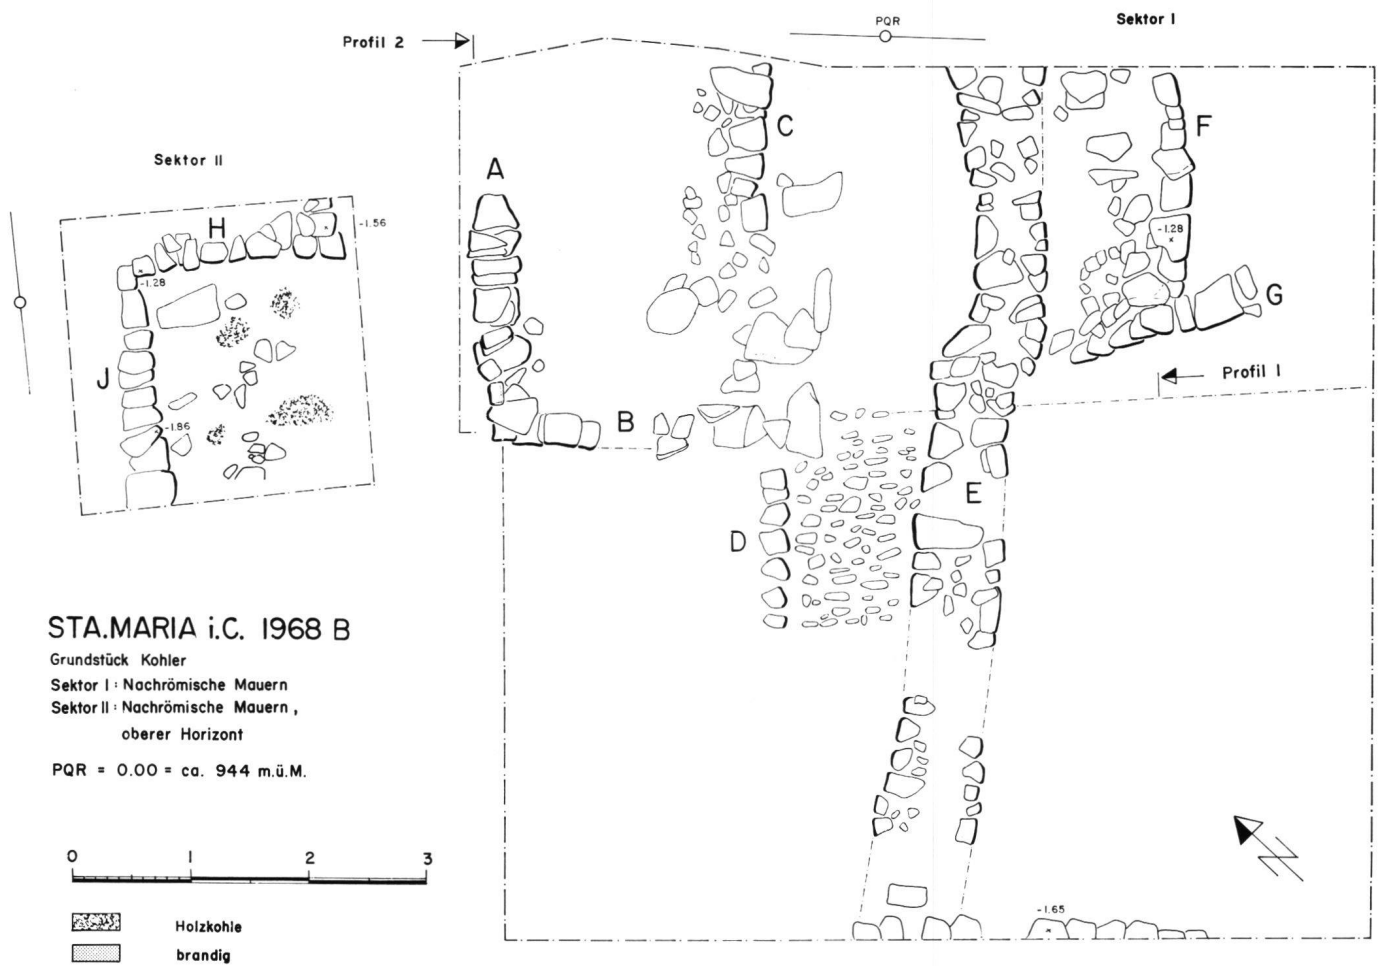 PQR
Sektor I
Profil 2
C
F
Sektor II
A
H
-1.56
-1.28
-1.28
G
J
Profil I
B
-1.86
E
D
STA.MARIA i.C. 1968 B
Grundstück Kohler
Sektor I: Nachrömische Mauern
Sektor II: Nachrömische Mauern,
oberer Horizont
PQR = 0.00 = ca. 944 m.ü.M.
0 1 2 3
-1.65
Holzkohle
brandig